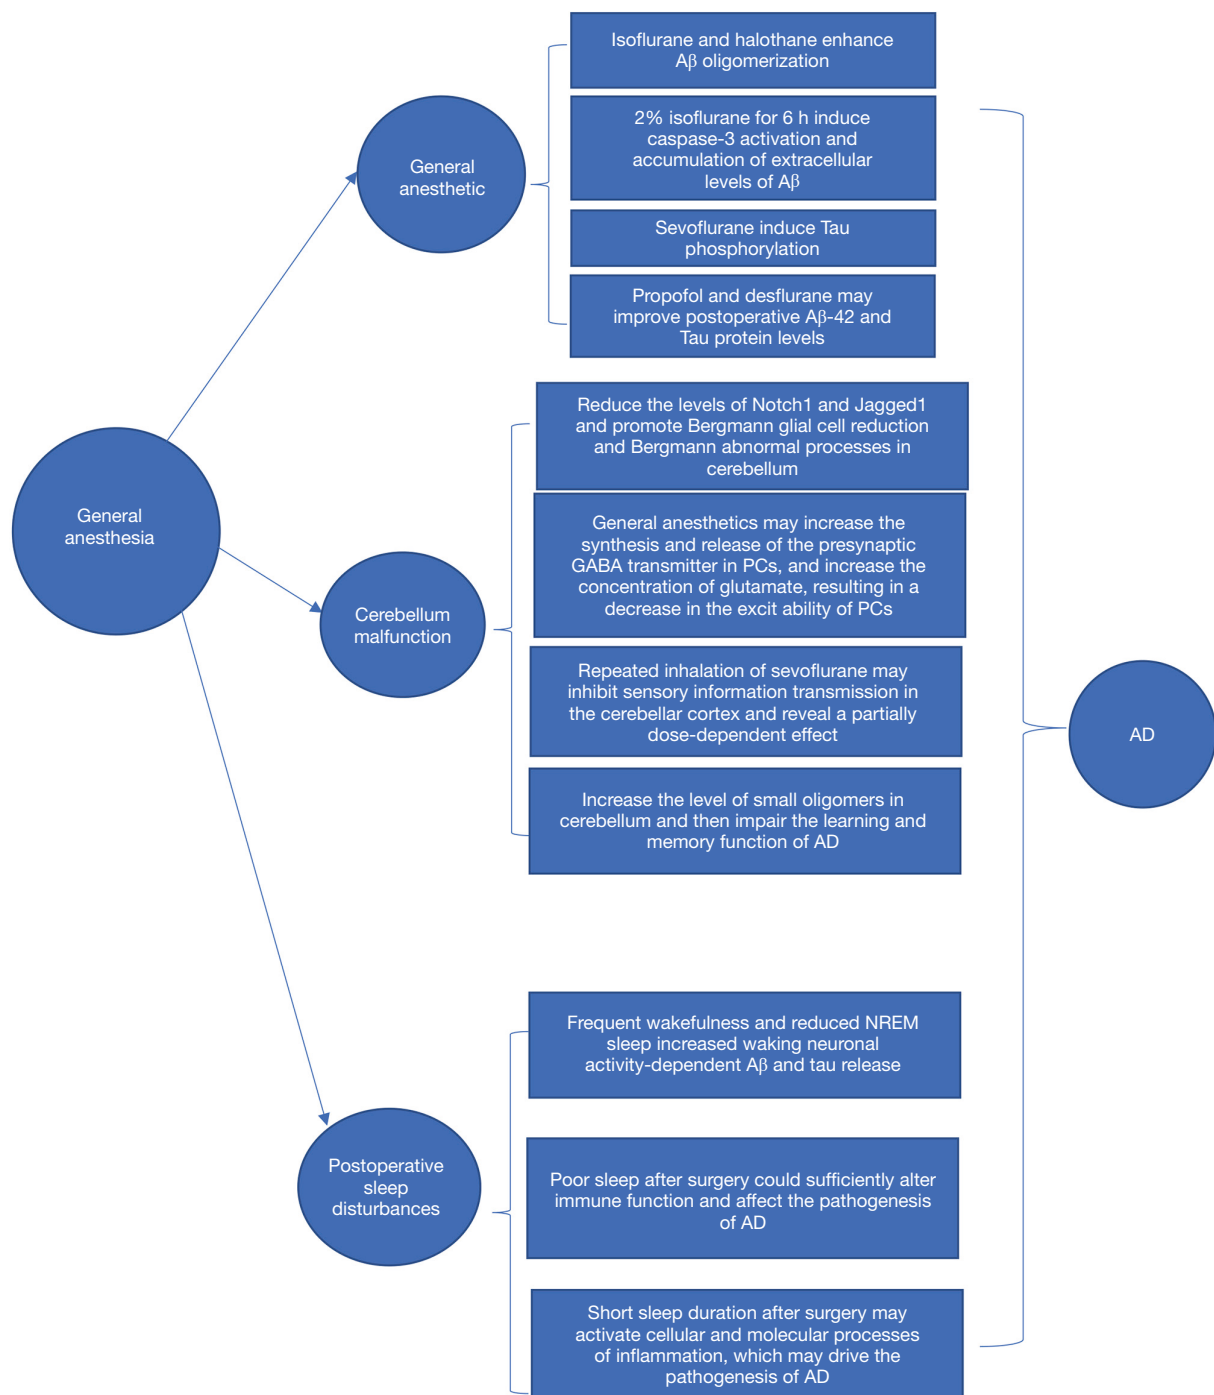 General
anesthesia
General
anesthetic
Isoflurane and halothane enhance
Aβ oligomerization
2% isoflurane for 6 h induce
caspase-3 activation and
accumulation of extracellular
levels of Aβ
Sevoflurane induce Tau
phosphorylation
Propofol and desflurane may
improve postoperative Aβ-42 and
Tau protein levels
Cerebellum
malfunction
Reduce the levels of Notch1 and Jagged1
and promote Bergmann glial cell reduction
and Bergmann abnormal processes in
cerebellum
General anesthetics may increase the
synthesis and release of the presynaptic
GABA transmitter in PCs, and increase the
concentration of glutamate, resulting in a
decrease in the excit ability of PCs
Repeated inhalation of sevoflurane may
inhibit sensory information transmission in
the cerebellar cortex and reveal a partially
dose-dependent effect
Increase the level of small oligomers in
cerebellum and then impair the learning and
memory function of AD
Postoperative
sleep
disturbances
Frequent wakefulness and reduced NREM
sleep increased waking neuronal
activity-dependent Aβ and tau release
Poor sleep after surgery could sufficiently alter
immune function and affect the pathogenesis
of AD
Short sleep duration after surgery may
activate cellular and molecular processes
of inflammation, which may drive the
pathogenesis of AD
AD